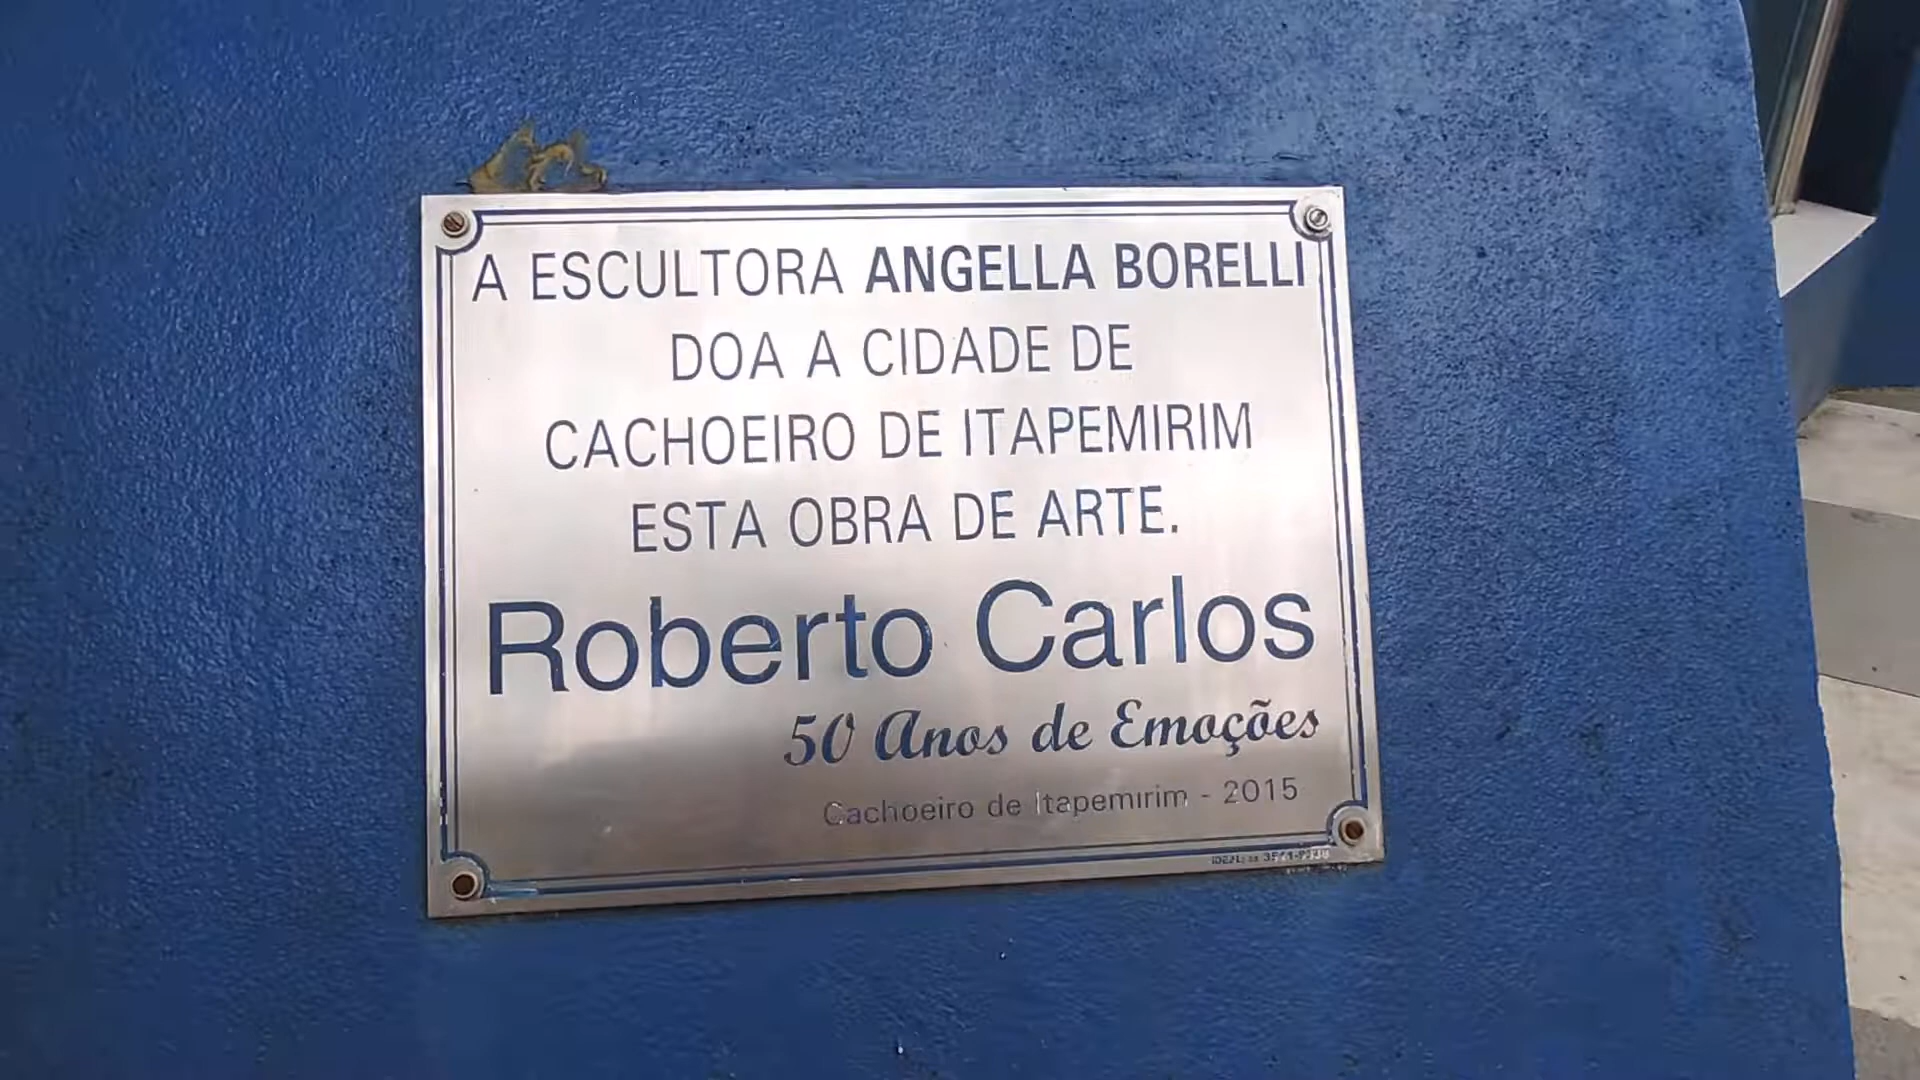 A ESCULTORA ANGELLA BORELLI
DOA A CIDADE DE
CACHOEIRO DE ITAPEMIRIM
ESTA OBRA DE ARTE.
Roberto Carlos
50 Anos de Emoções
Cachoeiro de Itapemirim - 2015